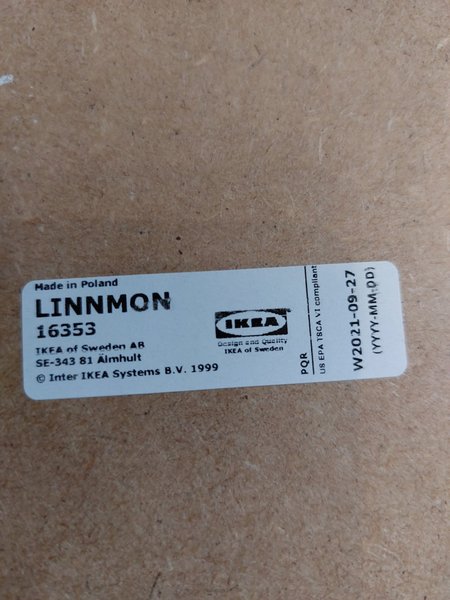 Made in Poland
LINNMON
16353
IKEA of Sweden AB
SE-343 81 Älmhult
© Inter IKEA Systems B.V. 1999
IKEA
Design and Quality
IKEA of Sweden
PQR
US EPA TSCA VI compliant
W2021-09-27
(YYYY-MM-DD)